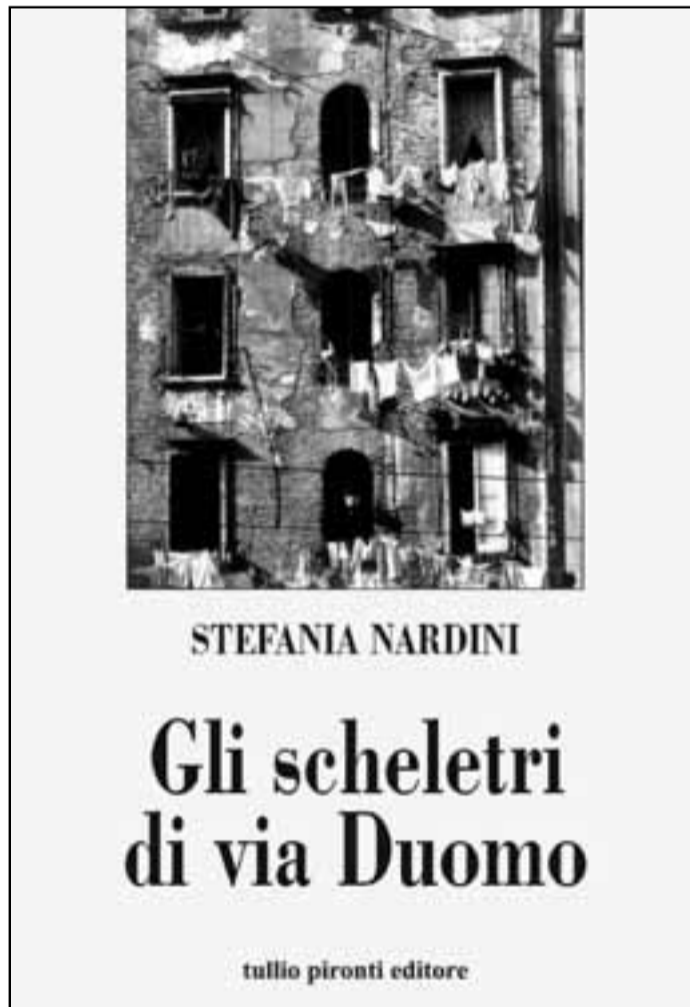 STEFANIA NARDINI
Gli scheletri
di via Duomo
tullio pironti editore